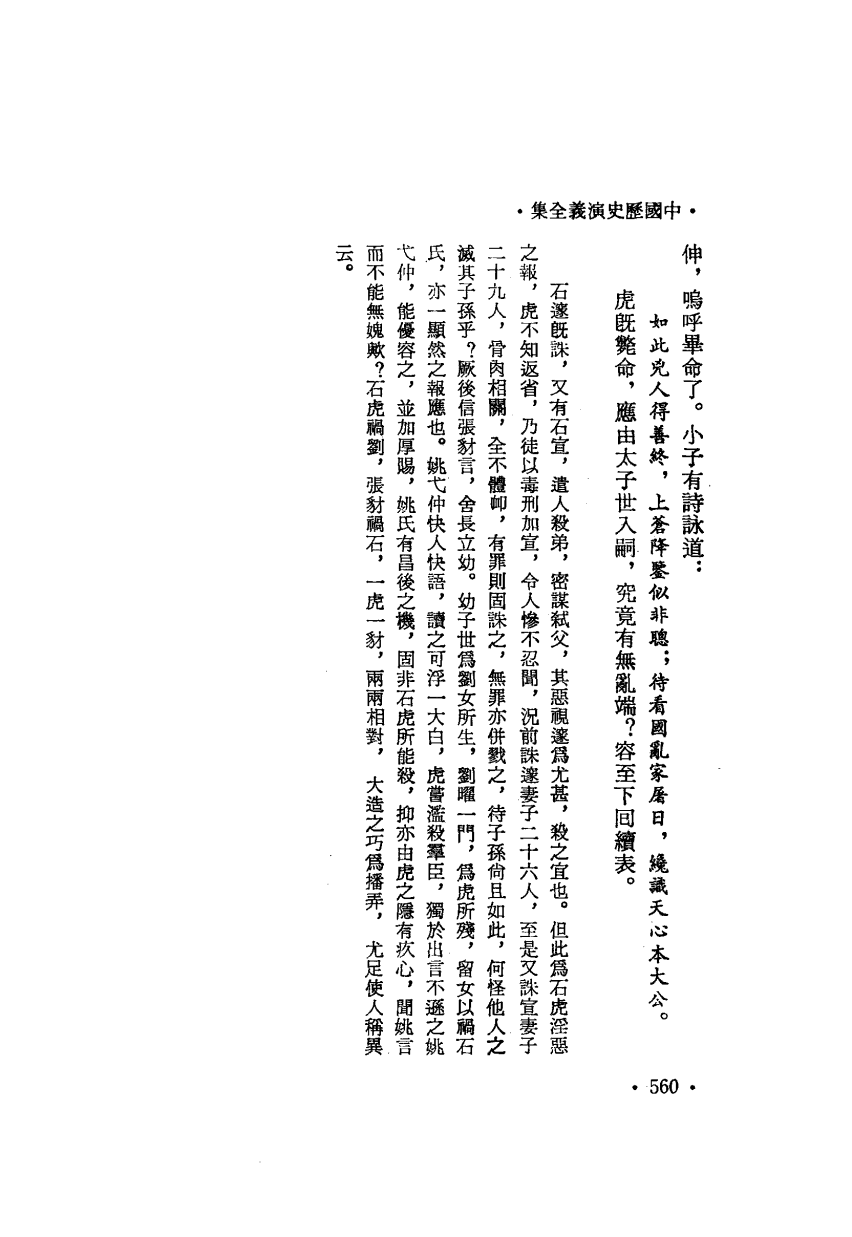 ・中國歷史演義全集・
伸，嗚呼畢命了。小子有詩詠道：
如此兇人得善終，上蒼降鑒似非聰；待看國亂家屠日，纔識天心本大公。
虎旣斃命，應由太子世入嗣，究竟有無亂端？容至下回續表。
石邃旣誅，又有石宣，遣人殺弟，密謀弒父，其惡視邃爲尤甚，殺之宜也。但此爲石虎淫惡
之報，虎不知返省，乃徒以毒刑加宣，令人慘不忍聞，況前誅邃妻子二十六人，至是又誅宣妻子
二十九人，骨肉相關，全不體卹，有罪則固誅之，無罪亦併戮之，待子孫尙且如此，何怪他人之
滅其子孫乎？厥後信張豺言，舍長立幼。幼子世爲劉女所生，劉曜一門，爲虎所殘，留女以禍石
氏，亦一顯然之報應也。姚弋仲快人快語，讀之可浮一大白，虎嘗濫殺羣臣，獨於出言不遜之姚
弋仲，能優容之，並加厚賜，姚氏有昌後之機，固非石虎所能殺，抑亦由虎之隱有疚心，聞姚言
而不能無媿歟？石虎禍劉，張豺禍石，一虎一豺，兩兩相對，大造之巧爲播弄，尤足使人稱異
云。
・560・